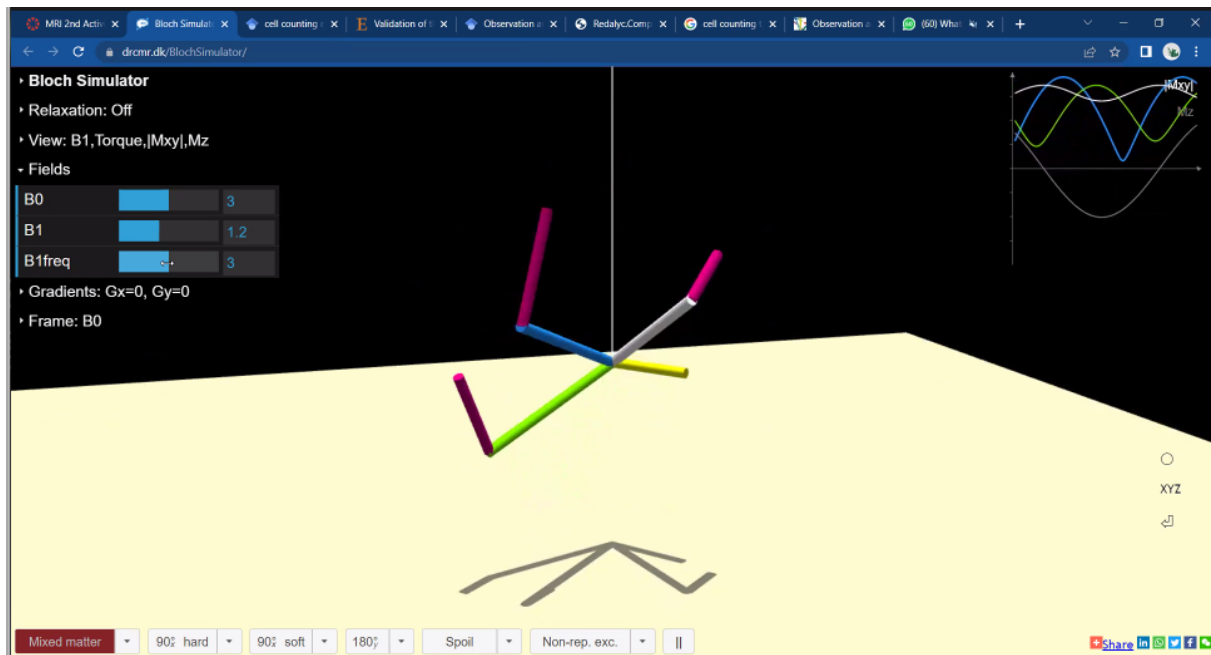 MRI 2nd Activ
Bloch Simulat
cell counting r
Validation of t
Observation a
Redalyc.Comp
cell counting t
Observation a
(60) What
drcmr.dk/BlochSimulator/
Bloch Simulator
Relaxation: Off
View: B1,Torque,|Mxy|,Mz
Fields
B0 3
B1 1.2
B1freq 3
Gradients: Gx=0, Gy=0
Frame: B0
|Mxy|
Mz
XYZ
Mixed matter
90°x hard
90°x soft
180°y
Spoil
Non-rep. exc.
||
Share